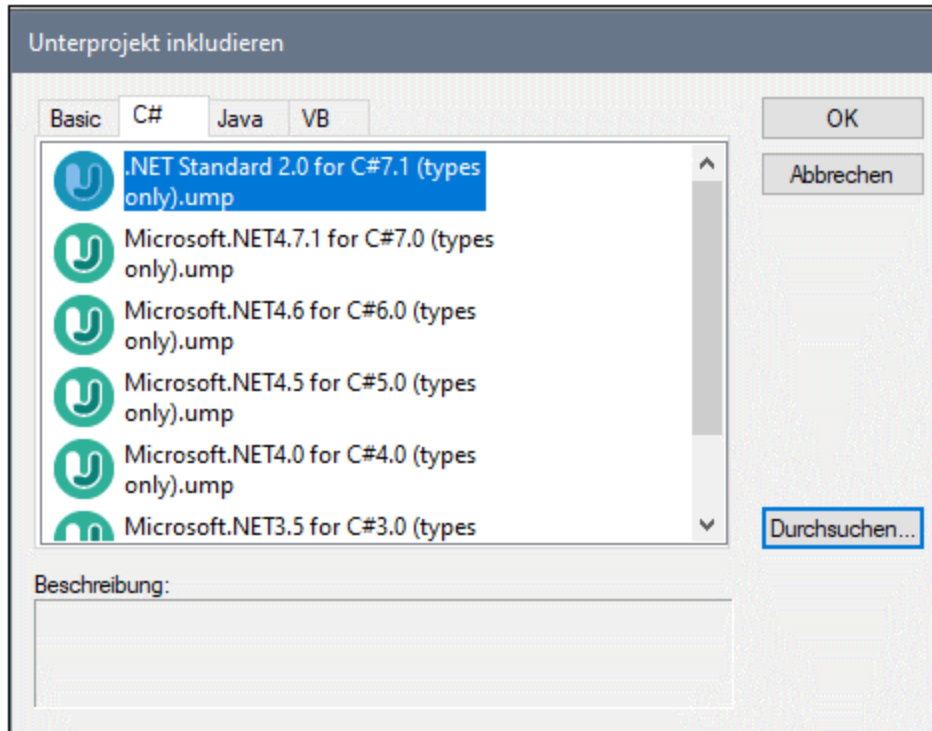 Unterprojekt inkludieren
Basic C# Java VB
OK
Abbrechen
.NET Standard 2.0 for C#7.1 (types
only).ump
Microsoft.NET4.7.1 for C#7.0 (types
only).ump
Microsoft.NET4.6 for C#6.0 (types
only).ump
Microsoft.NET4.5 for C#5.0 (types
only).ump
Microsoft.NET4.0 for C#4.0 (types
only).ump
Microsoft.NET3.5 for C#3.0 (types
Durchsuchen...
Beschreibung: